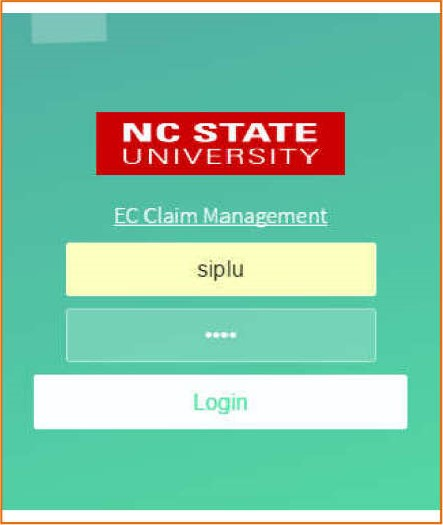 NC STATE
UNIVERSITY
EC Claim Management
siplu
••••
Login